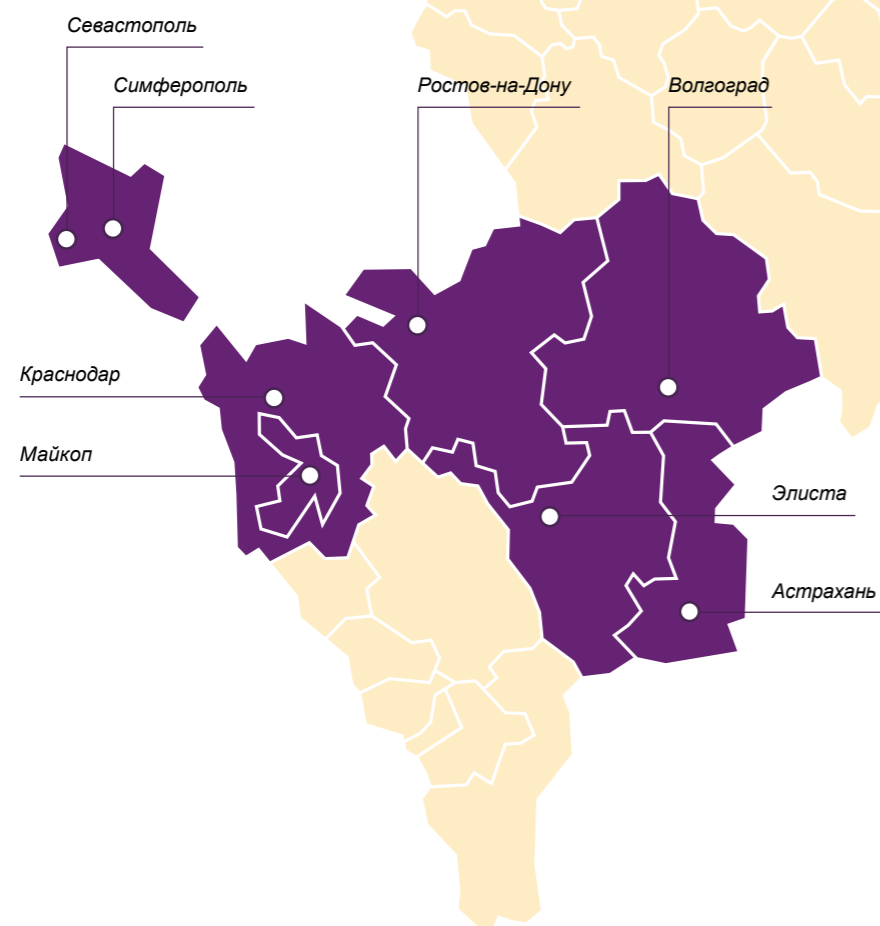 Севастополь
Симферополь
Ростов-на-Дону
Волгоград
Краснодар
Майкоп
Элиста
Астрахань